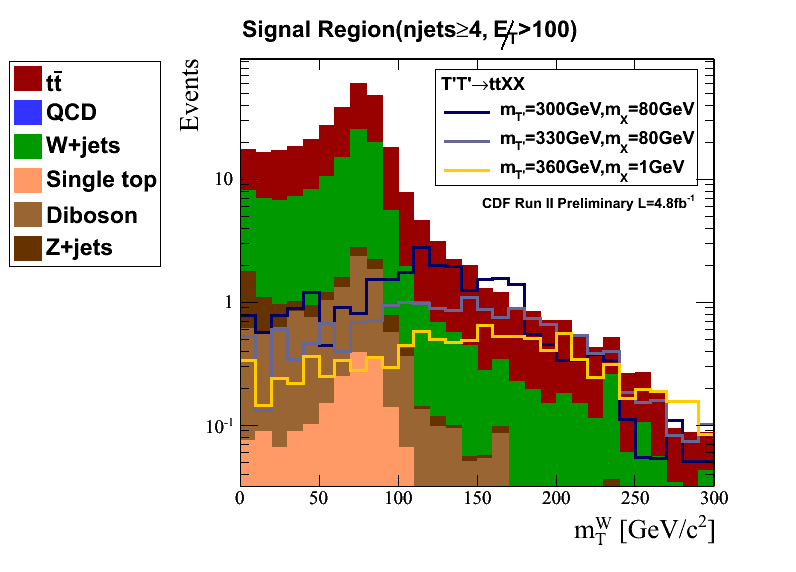 Signal Region(njets≥4, E̸T>100)
tt̄
QCD
W+jets
Single top
Diboson
Z+jets
Events
10
1
10⁻¹
T'T'→ttXX
mT'=300GeV,mX=80GeV
mT'=330GeV,mX=80GeV
mT'=360GeV,mX=1GeV
CDF Run II Preliminary L=4.8fb⁻¹
0 50 100 150 200 250 300
mTW [GeV/c²]